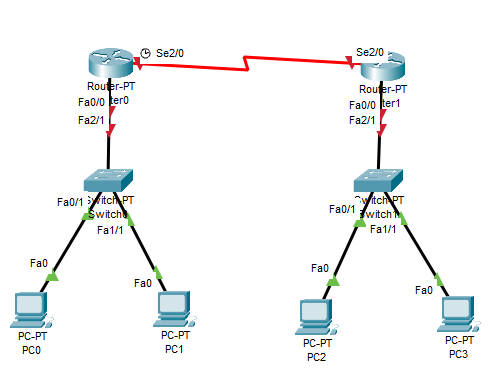 Se2/0
Se2/0
Router-PT
Router-PT
Fa0/0
Fa0/0
Fa2/1
Fa2/1
Fa0/1
Fa1/1
Fa0/1
Fa1/1
Fa0
Fa0
Fa0
Fa0
PC-PT
PC0
PC-PT
PC1
PC-PT
PC2
PC-PT
PC3